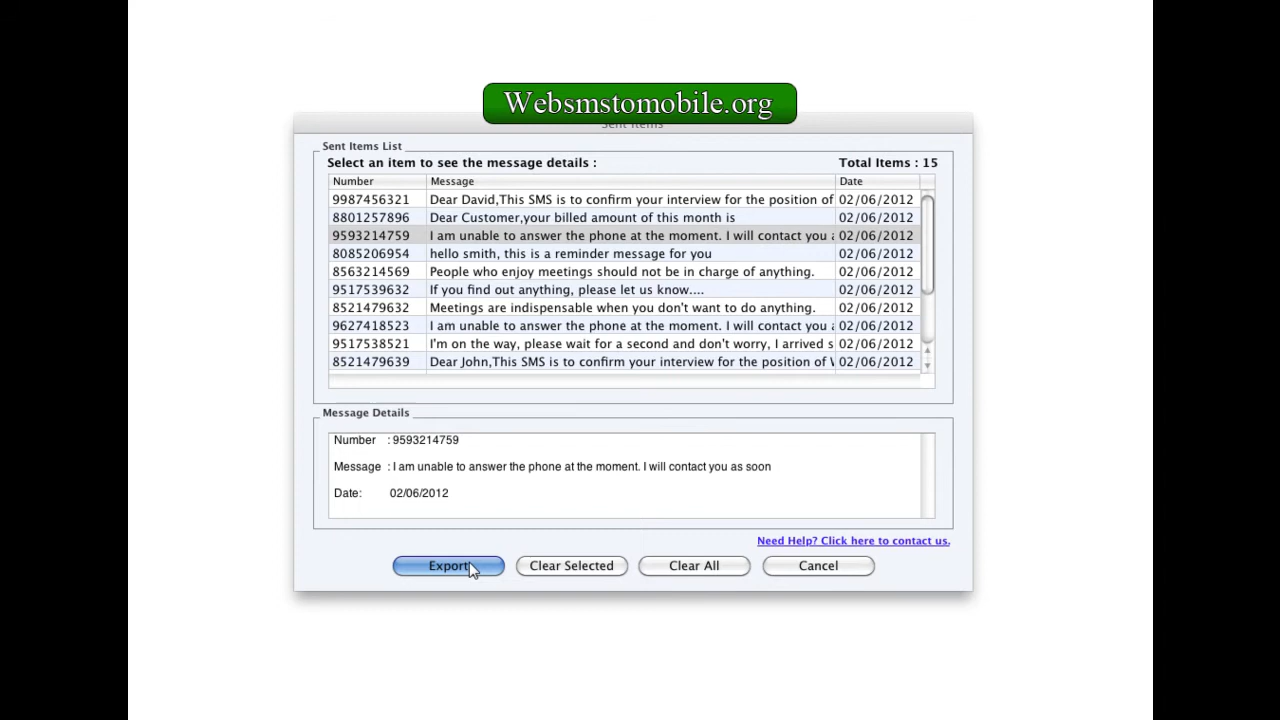 Websmstomobile.org
Sent Items
Sent Items List
Select an item to see the message details : Total Items : 15
Number Message Date
9987456321 Dear David,This SMS is to confirm your interview for the position of 02/06/2012
8801257896 Dear Customer,your billed amount of this month is 02/06/2012
9593214759 I am unable to answer the phone at the moment. I will contact you 02/06/2012
8085206954 hello smith, this is a reminder message for you 02/06/2012
8563214569 People who enjoy meetings should not be in charge of anything. 02/06/2012
9517539632 If you find out anything, please let us know.... 02/06/2012
8521479632 Meetings are indispensable when you don't want to do anything. 02/06/2012
9627418523 I am unable to answer the phone at the moment. I will contact you 02/06/2012
9517538521 I'm on the way, please wait for a second and don't worry, I arrived s 02/06/2012
8521479639 Dear John,This SMS is to confirm your interview for the position of 02/06/2012
Message Details
Number : 9593214759
Message : I am unable to answer the phone at the moment. I will contact you as soon
Date: 02/06/2012
Need Help? Click here to contact us.
Export Clear Selected Clear All Cancel